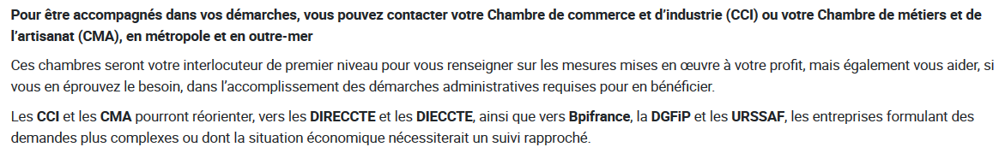 Pour être accompagnés dans vos démarches, vous pouvez contacter votre Chambre de commerce et d’industrie (CCI) ou votre Chambre de métiers et de
l’artisanat (CMA), en métropole et en outre-mer
Ces chambres seront votre interlocuteur de premier niveau pour vous renseigner sur les mesures mises en œuvre à votre profit, mais également vous aider, si
vous en éprouvez le besoin, dans l’accomplissement des démarches administratives requises pour en bénéficier.
Les CCI et les CMA pourront réorienter, vers les DIRECCTE et les DIECCTE, ainsi que vers Bpifrance, la DGFiP et les URSSAF, les entreprises formulant des
demandes plus complexes ou dont la situation économique nécessiterait un suivi rapproché.